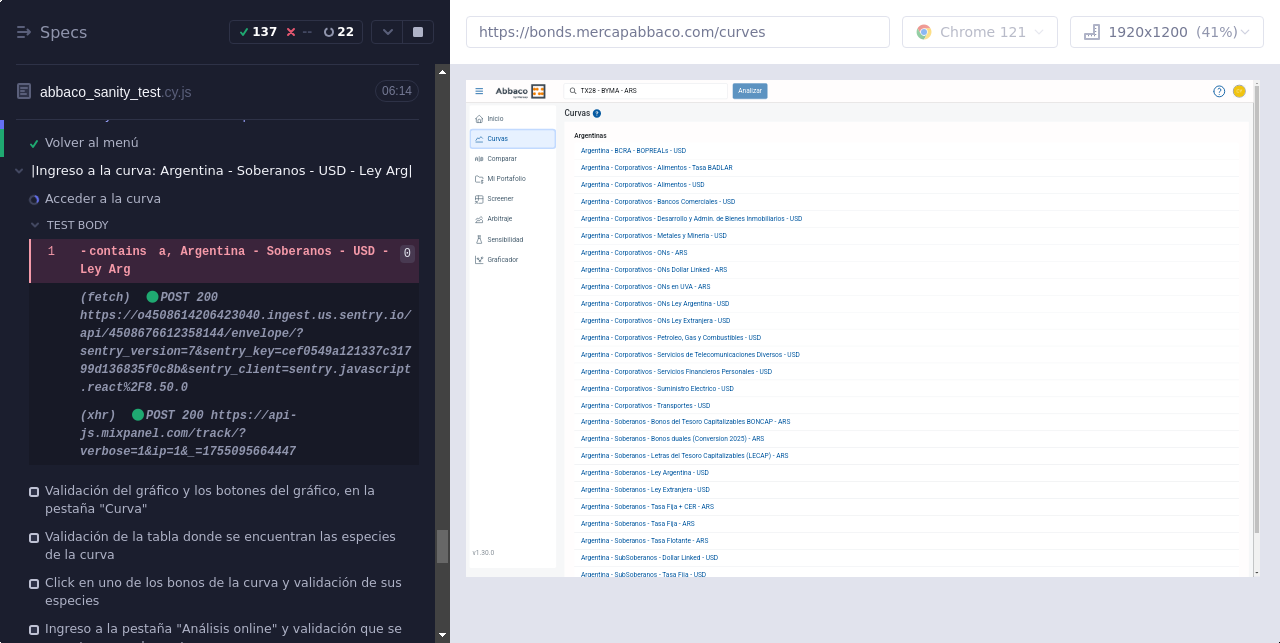 Specs
137
--
22
https://bonds.mercapabbaco.com/curves
Chrome 121
1920x1200 (41%)
abbaco_sanity_test.cy.js
06:14
Volver al menú
|Ingreso a la curva: Argentina - Soberanos - USD - Ley Arg|
Acceder a la curva
TEST BODY
1 -contains a, Argentina - Soberanos - USD - 0
Ley Arg
(fetch) POST 200
https://o4508614206423040.ingest.us.sentry.io/
api/4508676612358144/envelope/?
sentry_version=7&sentry_key=cef0549a121337c317
99d136835f0c8b&sentry_client=sentry.javascript
.react%2F8.50.0
(xhr) POST 200 https://api-
js.mixpanel.com/track/?
verbose=1&ip=1&_=1755095664447
Validación del gráfico y los botones del gráfico, en la
pestaña "Curva"
Validación de la tabla donde se encuentran las especies
de la curva
Click en uno de los bonos de la curva y validación de sus
especies
Ingreso a la pestaña "Análisis online" y validación que se
Abbaco
TX28 - BYMA - ARS
Analizar
?
Inicio
Curvas
Comparar
Mi Portafolio
Screener
Arbitraje
Sensibilidad
Graficador
v1.30.0
Curvas ?
Argentinas
Argentina - BCRA - BOPREALs - USD
Argentina - Corporativos - Alimentos - Tasa BADLAR
Argentina - Corporativos - Alimentos - USD
Argentina - Corporativos - Bancos Comerciales - USD
Argentina - Corporativos - Desarrollo y Admin. de Bienes Inmobiliarios - USD
Argentina - Corporativos - Metales y Mineria - USD
Argentina - Corporativos - ONs - ARS
Argentina - Corporativos - ONs Dollar Linked - ARS
Argentina - Corporativos - ONs en UVA - ARS
Argentina - Corporativos - ONs Ley Argentina - USD
Argentina - Corporativos - ONs Ley Extranjera - USD
Argentina - Corporativos - Petroleo, Gas y Combustibles - USD
Argentina - Corporativos - Servicios de Telecomunicaciones Diversos - USD
Argentina - Corporativos - Servicios Financieros Personales - USD
Argentina - Corporativos - Suministro Electrico - USD
Argentina - Corporativos - Transportes - USD
Argentina - Soberanos - Bonos del Tesoro Capitalizables BONCAP - ARS
Argentina - Soberanos - Bonos duales (Conversion 2025) - ARS
Argentina - Soberanos - Letras del Tesoro Capitalizables (LECAP) - ARS
Argentina - Soberanos - Ley Argentina - USD
Argentina - Soberanos - Ley Extranjera - USD
Argentina - Soberanos - Tasa Fija + CER - ARS
Argentina - Soberanos - Tasa Fija - ARS
Argentina - Soberanos - Tasa Flotante - ARS
Argentina - SubSoberanos - Dollar Linked - USD
Argentina - SubSoberanos - Tasa Fija - USD